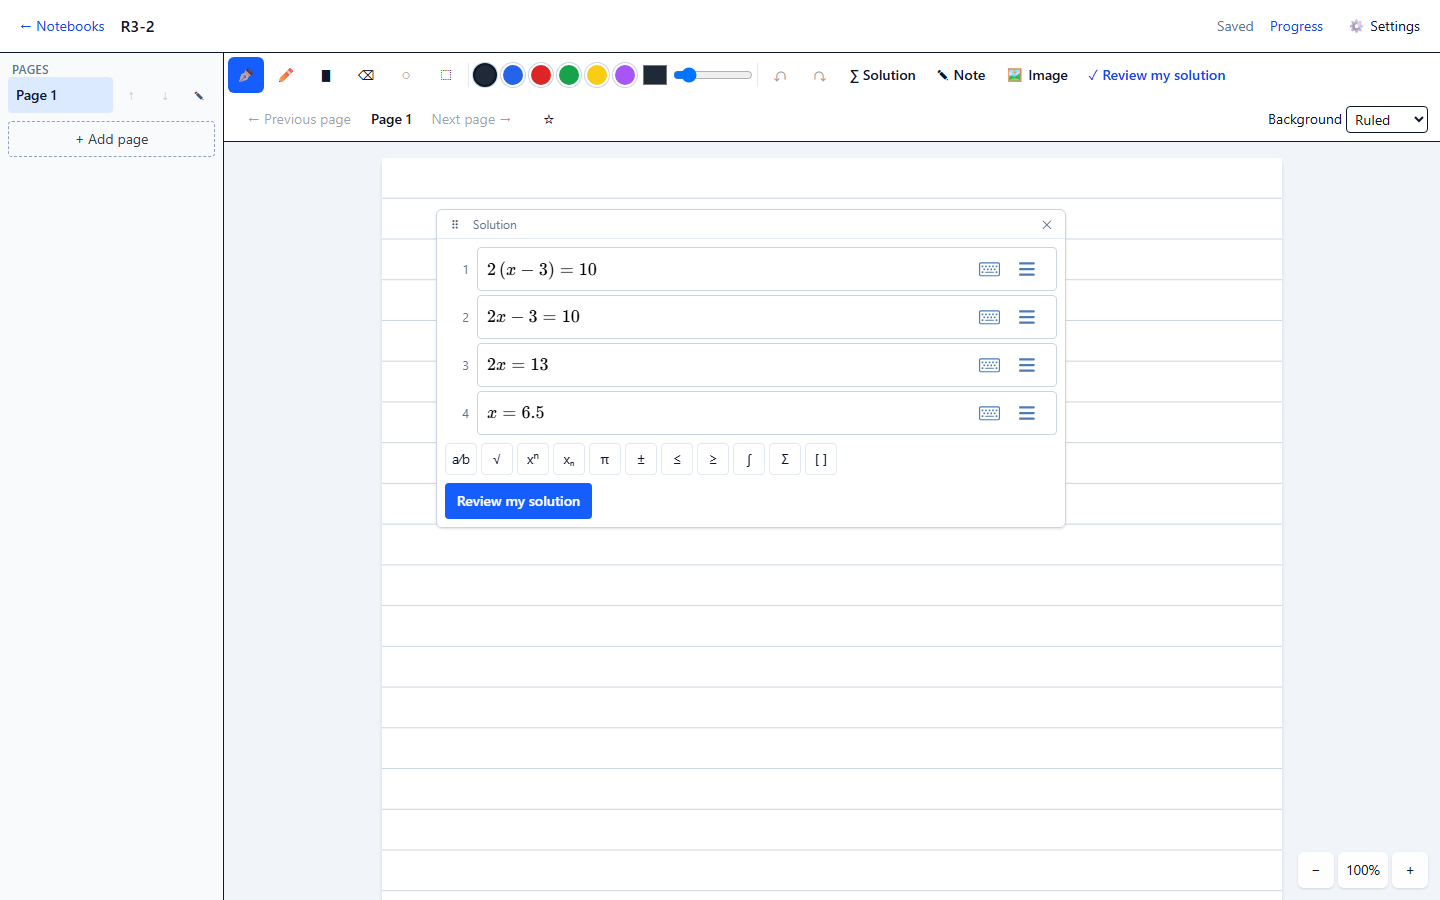 ← Notebooks R3-2 Saved Progress Settings
PAGES
Page 1 ↑ ↓
+ Add page
∑ Solution Note Image ✓ Review my solution
← Previous page Page 1 Next page → ☆ Background Ruled
Solution ×
1 2(x − 3) = 10
2 2x − 3 = 10
3 2x = 13
4 x = 6.5
a/b √ xⁿ xₙ π ± ≤ ≥ ∫ Σ [ ]
Review my solution
− 100% +